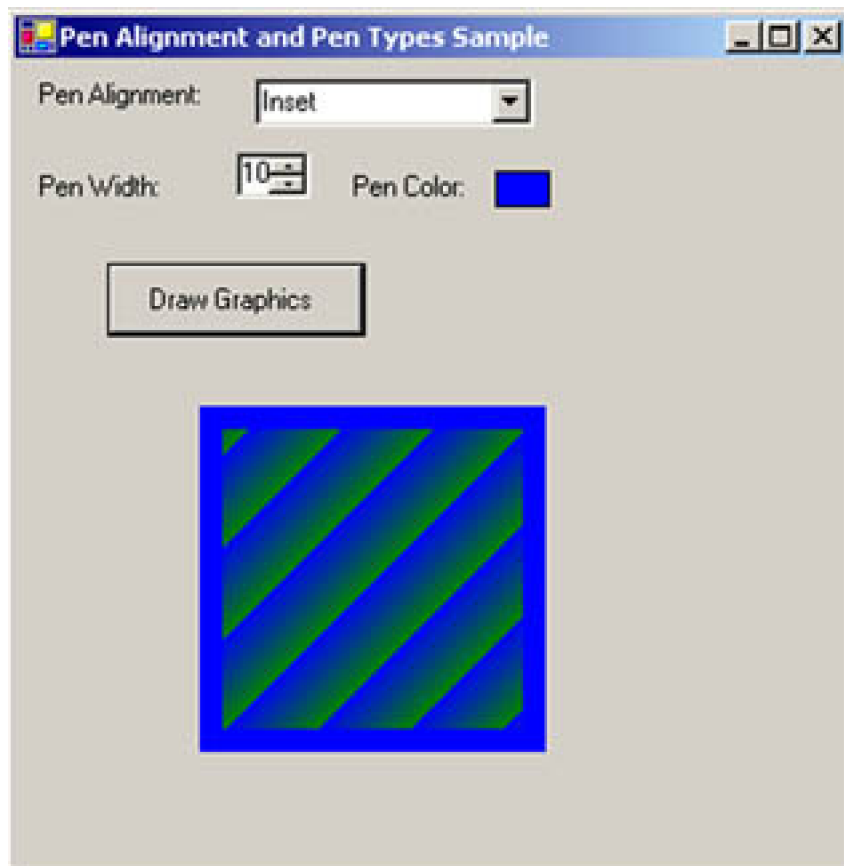 Pen Alignment and Pen Types Sample
Pen Alignment: Inset
Pen Width: 10 Pen Color:
Draw Graphics